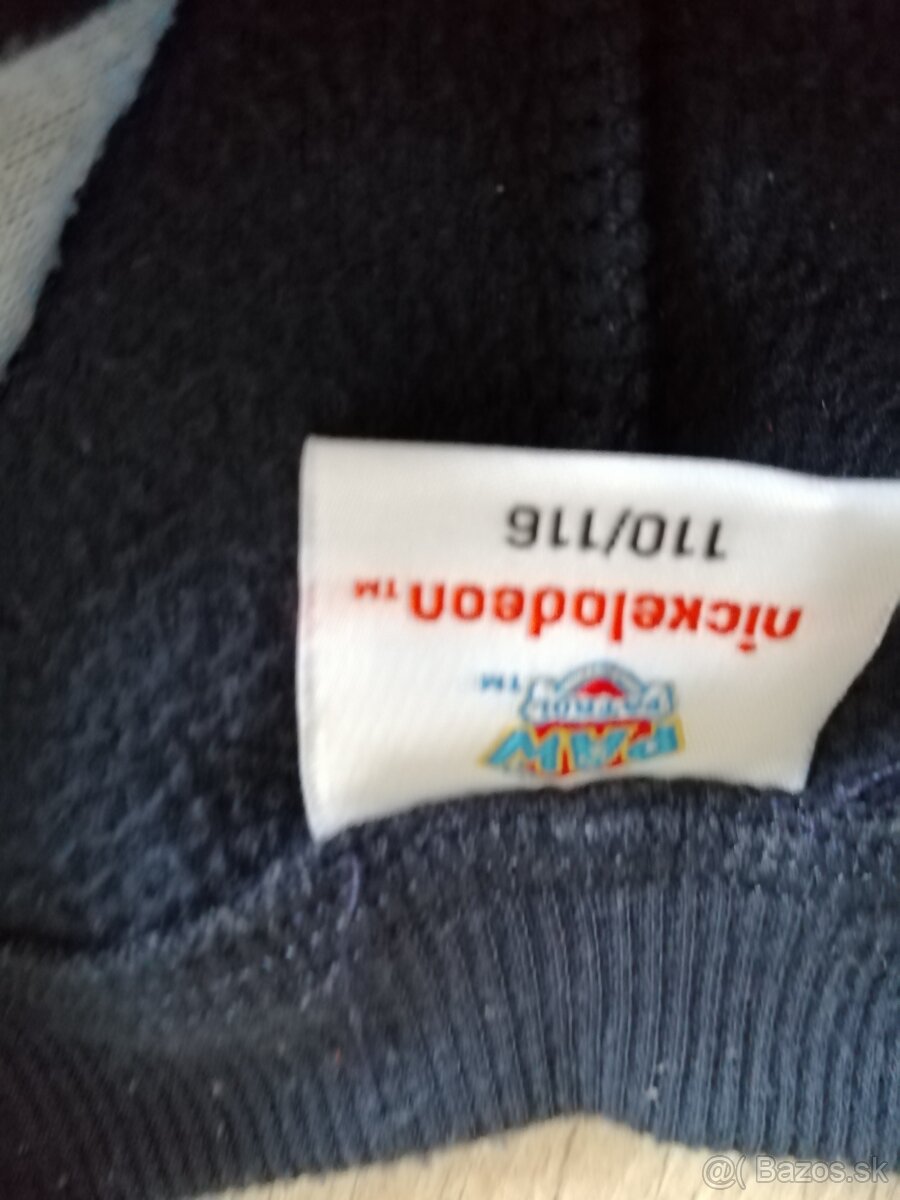 PAW
PATROL
TM
nickelodeon TM
110/116
@( Bazos.sk